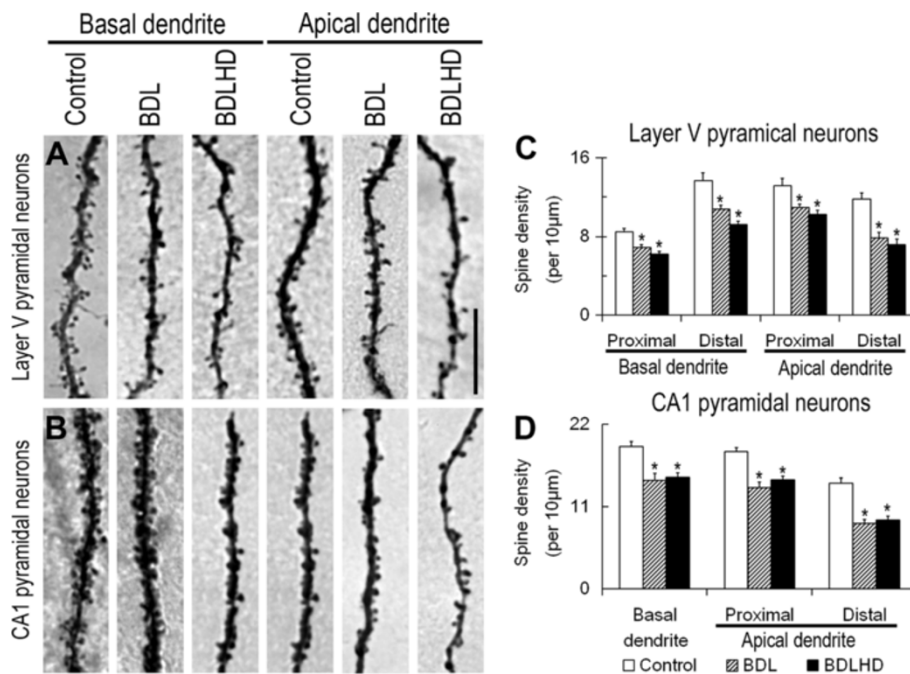 Basal dendrite Apical dendrite
Control BDL BDLHD Control BDL BDLHD
A
Layer V pyramidal neurons
B
CA1 pyramidal neurons
C Layer V pyramical neurons
Spine density
(per 10μm)
16
8
0
Proximal Distal Proximal Distal
Basal dendrite Apical dendrite
D CA1 pyramidal neurons
Spine density
(per 10μm)
22
11
0
* * * * * * * *
* * * * * *
Basal
dendrite
Proximal Distal
Apical dendrite
Control BDL BDLHD